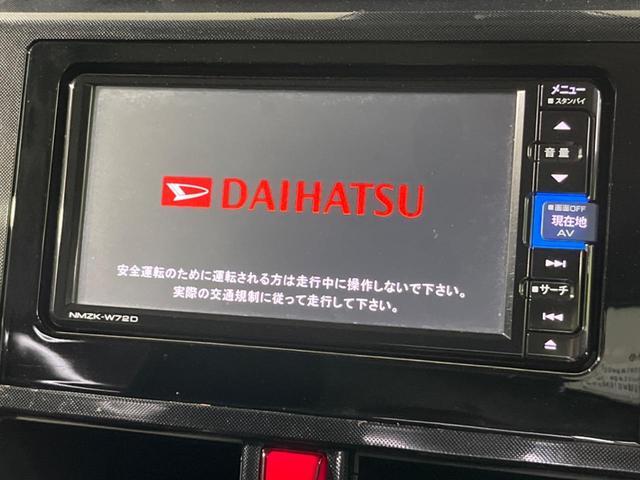 メニュー
■スタンバイ
音量
■画面OFF
現在地
AV
■サーチ
DAIHATSU
安全運転のために運転される方は走行中に操作しないで下さい。
実際の交通規制に従って走行して下さい。
NMZK-W72D